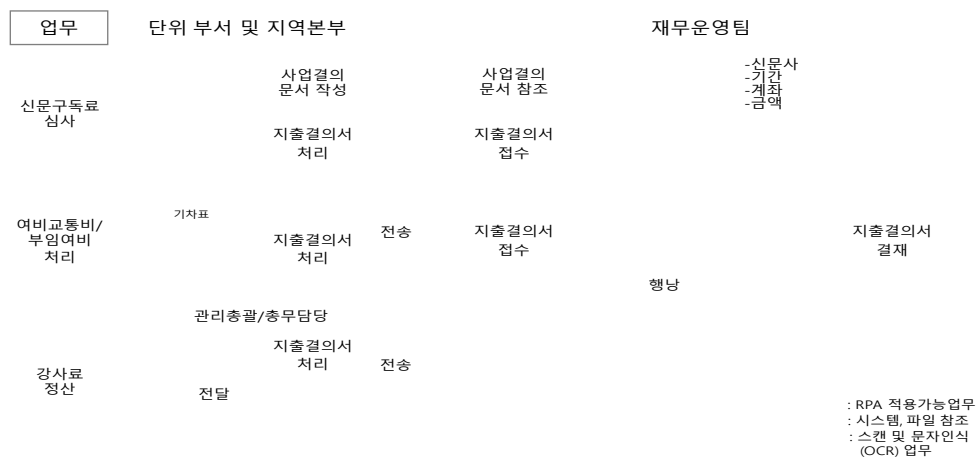 업무
단위 부서 및 지역본부
재무운영팀
신문구독료
심사
사업결의
문서 작성
사업결의
문서 참조
-신문사
-기간
-계좌
-금액
지출결의서
처리
지출결의서
접수
여비교통비/
부임여비
처리
기차표
지출결의서
처리
전송
지출결의서
접수
지출결의서
결재
행낭
강사료
정산
관리총괄/총무담당
지출결의서
처리
전송
전달
: RPA 적용가능업무
: 시스템, 파일 참조
: 스캔 및 문자인식
(OCR) 업무